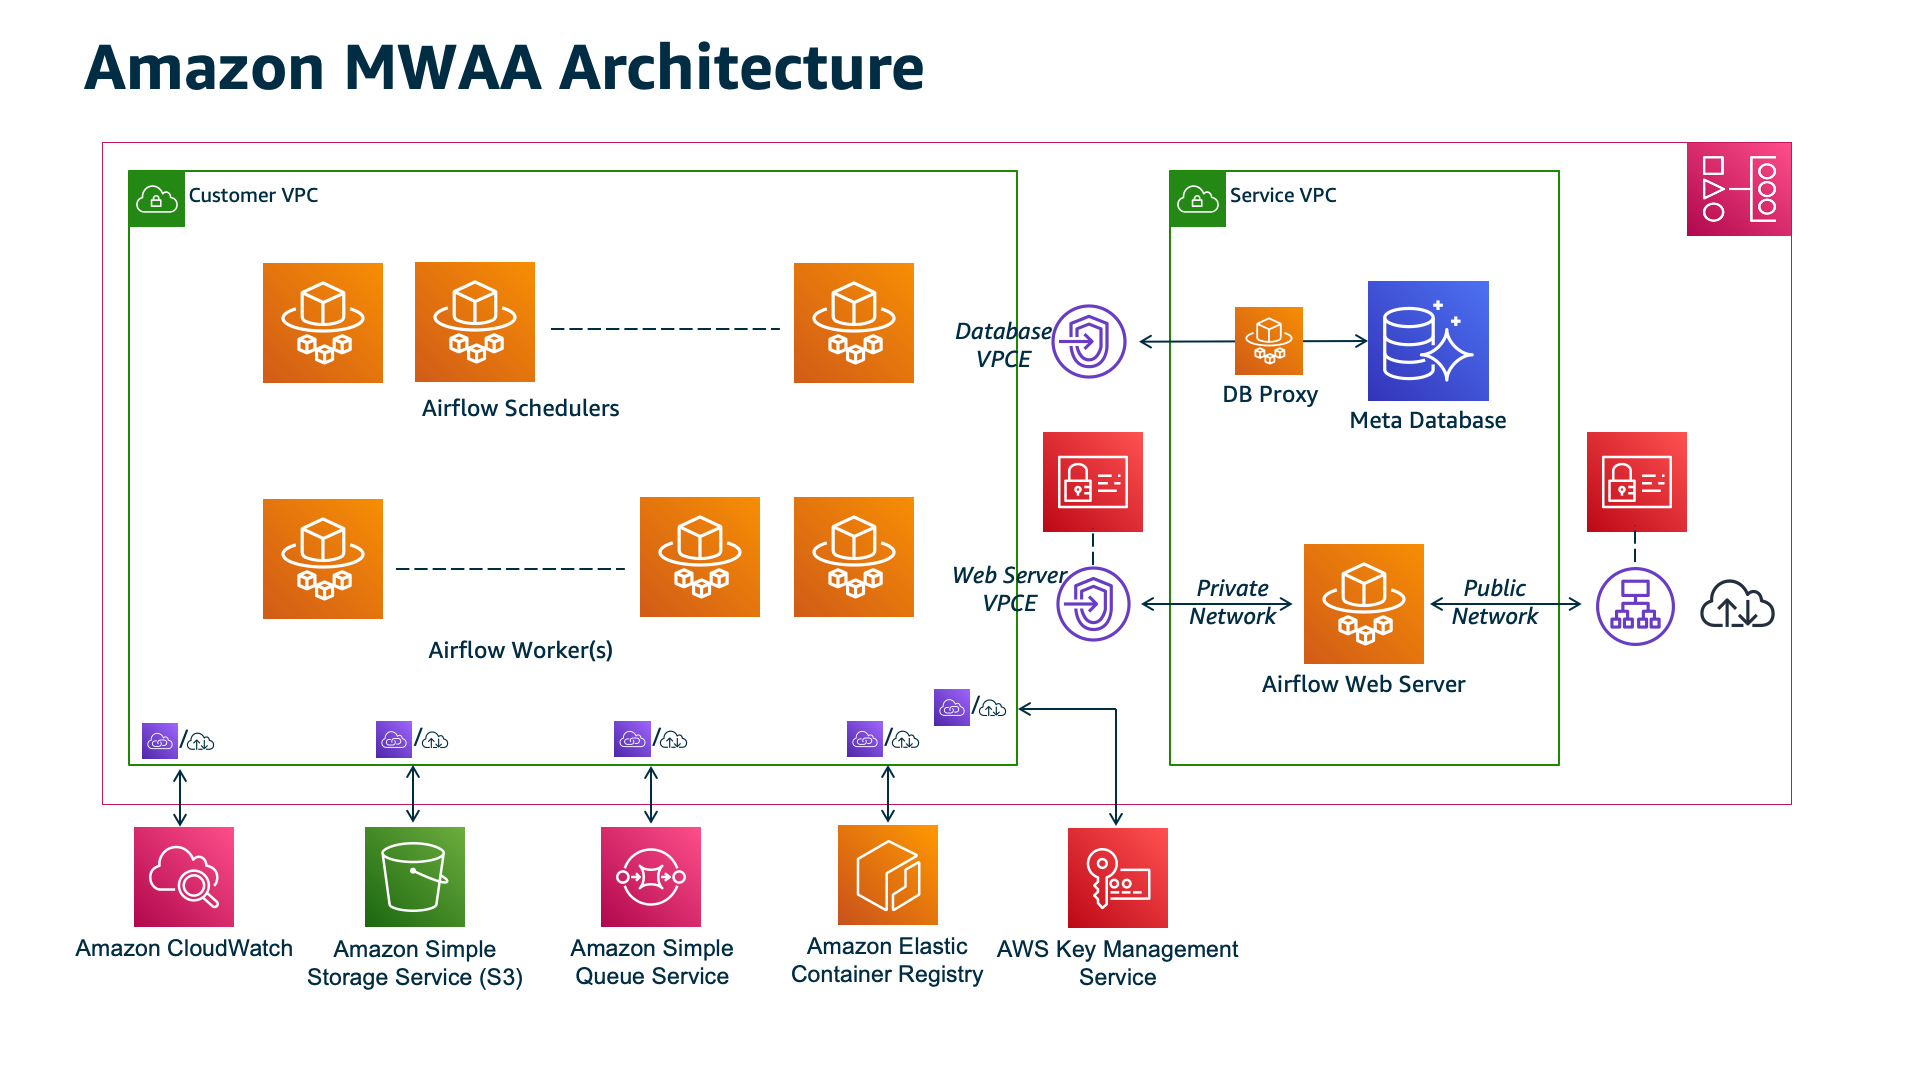 Amazon MWAA Architecture
Customer VPC
Service VPC
Airflow Schedulers
Database
VPCE
DB Proxy
Meta Database
Airflow Worker(s)
Web Server
VPCE
Private
Network
Public
Network
Airflow Web Server
/
/
/
/
/
Amazon CloudWatch
Amazon Simple
Storage Service (S3)
Amazon Simple
Queue Service
Amazon Elastic
Container Registry
AWS Key Management
Service